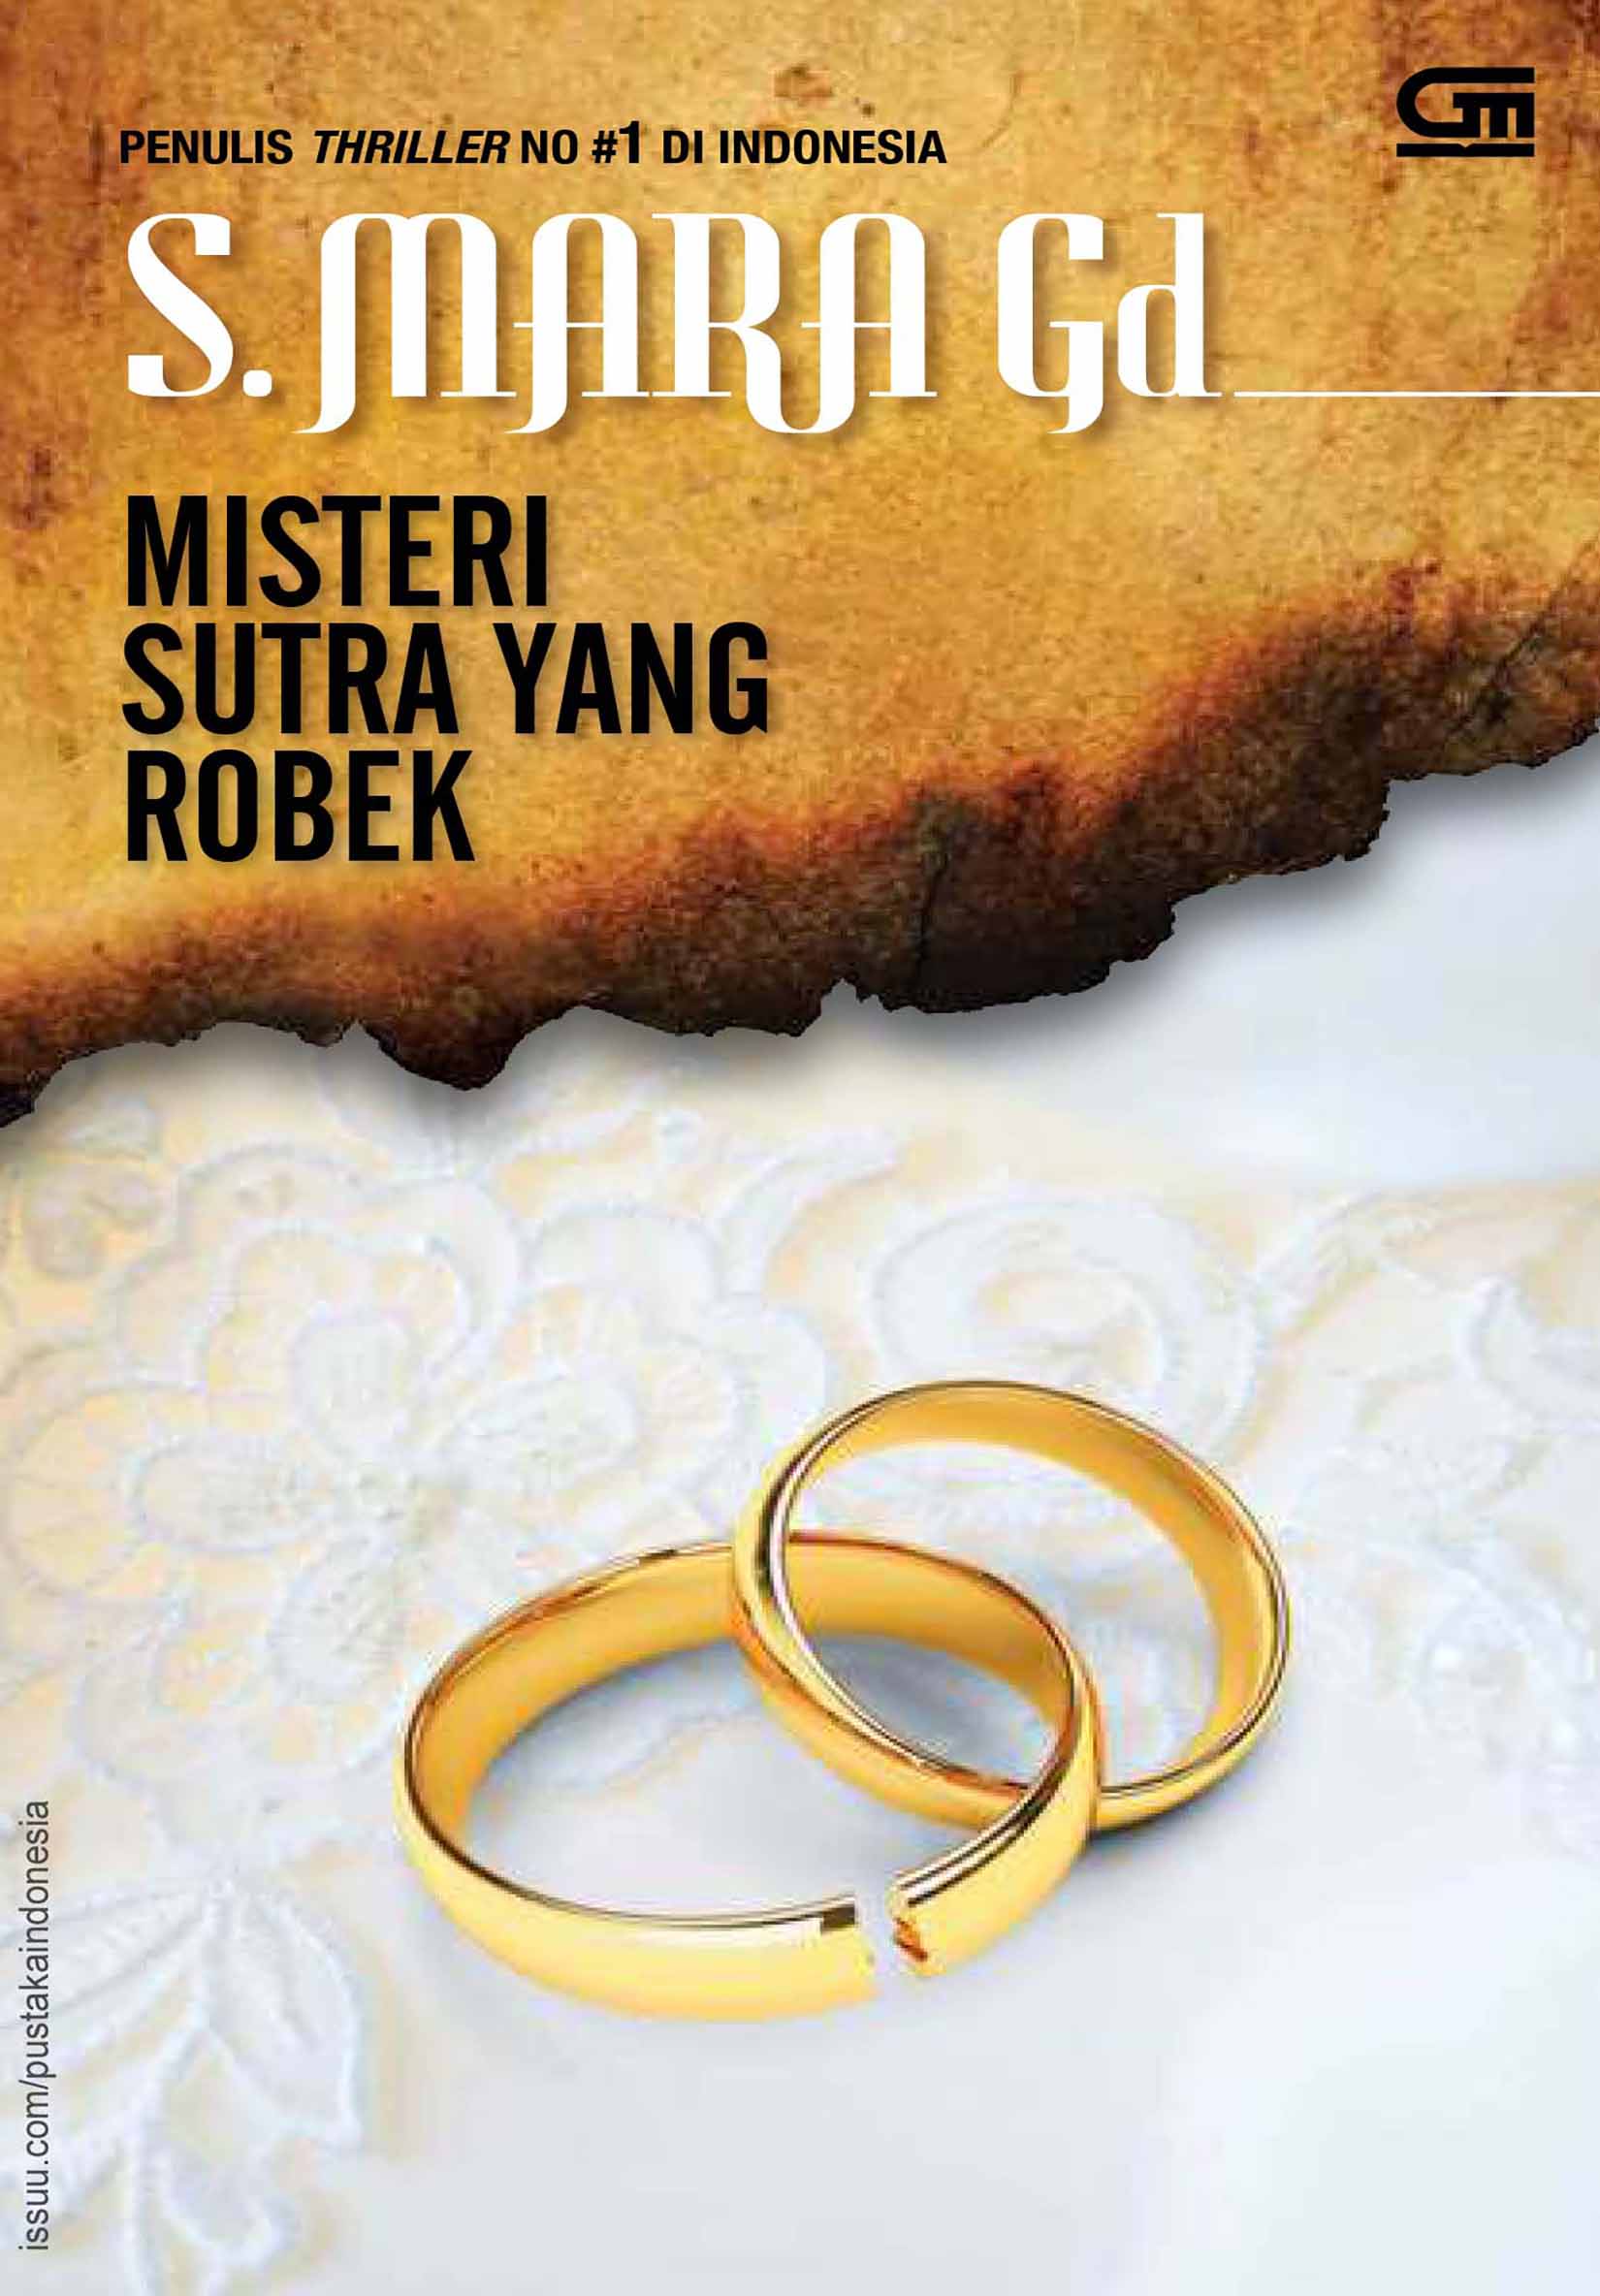 PENULIS THRILLER NO #1 DI INDONESIA
S. MARA Gd
MISTERI
SUTRA YANG
ROBEK
issuu.com/pustakaindonesia